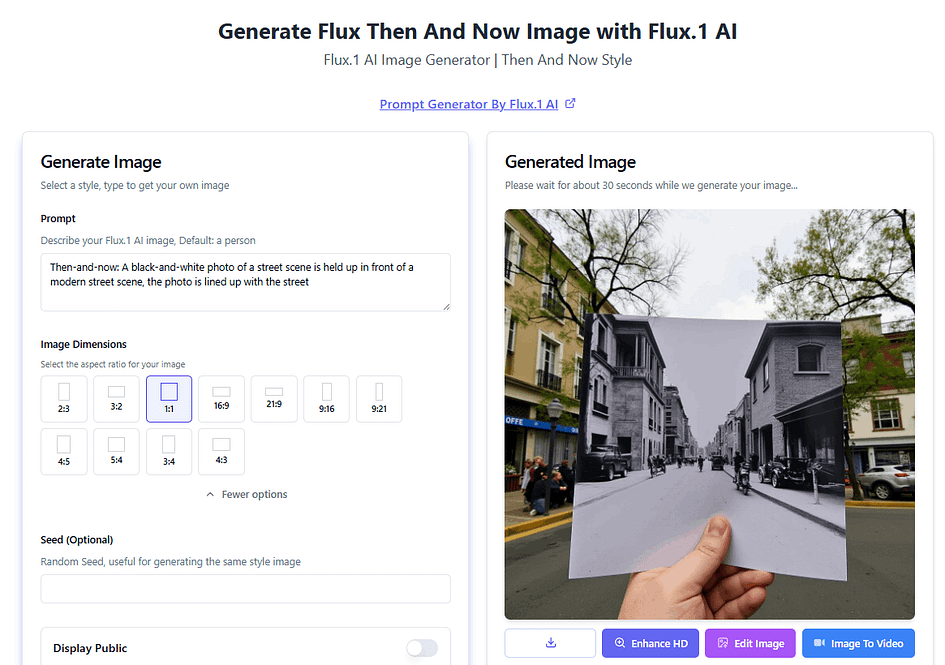 Generate Flux Then And Now Image with Flux.1 AI
Flux.1 AI Image Generator | Then And Now Style
Prompt Generator By Flux.1 AI
Generate Image
Select a style, type to get your own image
Prompt
Describe your Flux.1 AI image, Default: a person
Then-and-now: A black-and-white photo of a street scene is held up in front of a
modern street scene, the photo is lined up with the street
Image Dimensions
Select the aspect ratio for your image
2:3
3:2
1:1
16:9
21:9
9:16
9:21
4:5
5:4
3:4
4:3
Fewer options
Seed (Optional)
Random Seed, useful for generating the same style image
Display Public
Generated Image
Please wait for about 30 seconds while we generate your image...
OFFE
Enhance HD
Edit Image
Image To Video